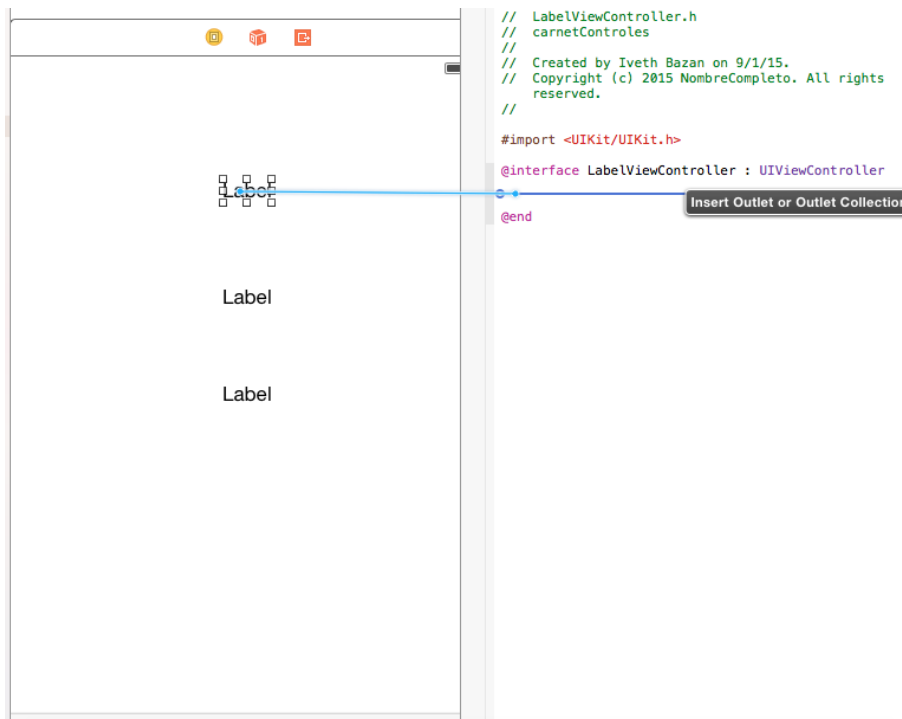 //  LabelViewController.h
//  carnetControles
//
//  Created by Iveth Bazan on 9/1/15.
//  Copyright (c) 2015 NombreCompleto. All rights
reserved.
//
#import <UIKit/UIKit.h>
@interface LabelViewController : UIViewController
Insert Outlet or Outlet Collection
@end
Label
Label
Label